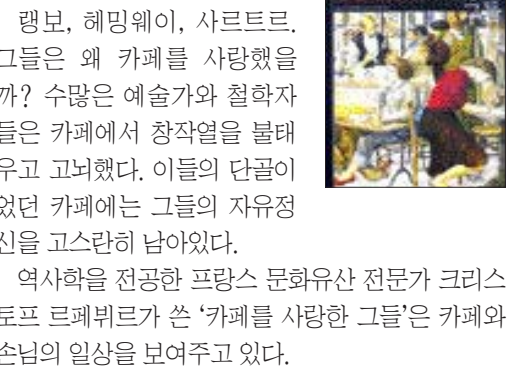 랭보, 헤밍웨이, 사르트르.
그들은 왜 카페를 사랑했을
까? 수많은 예술가와 철학자
들은 카페에서 창작열을 불태
우고 고뇌했다. 이들의 단골이
었던 카페에는 그들의 자유정
신을 고스란히 남아있다.
역사학을 전공한 프랑스 문화유산 전문가 크리스
토프 르페뷔르가 쓴 ‘카페를 사랑한 그들’은 카페와
손님의 일상을 보여주고 있다.